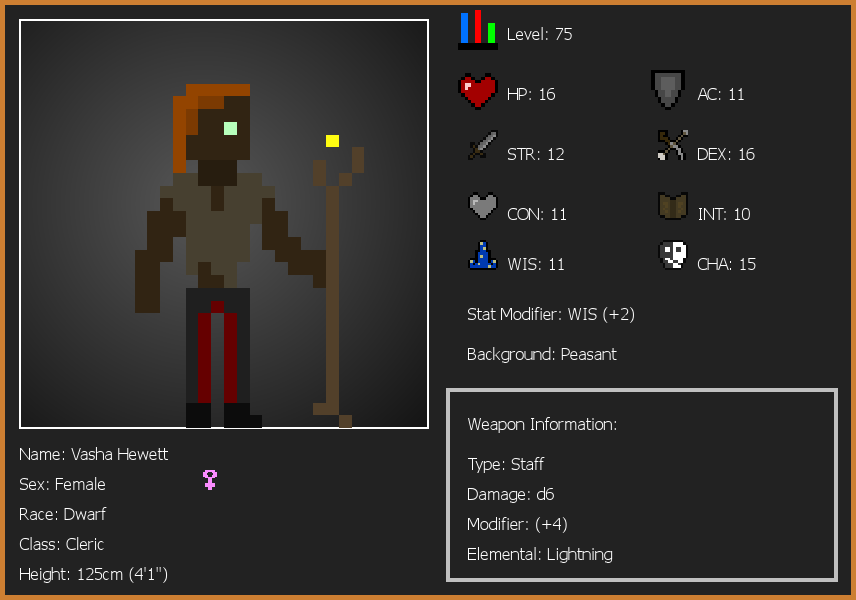 Level: 75
HP: 16
AC: 11
STR: 12
DEX: 16
CON: 11
INT: 10
WIS: 11
CHA: 15
Stat Modifier: WIS (+2)
Background: Peasant
Weapon Information:
Type: Staff
Damage: d6
Modifier: (+4)
Elemental: Lightning
Name: Vasha Hewett
Sex: Female
Race: Dwarf
Class: Cleric
Height: 125cm (4'1")